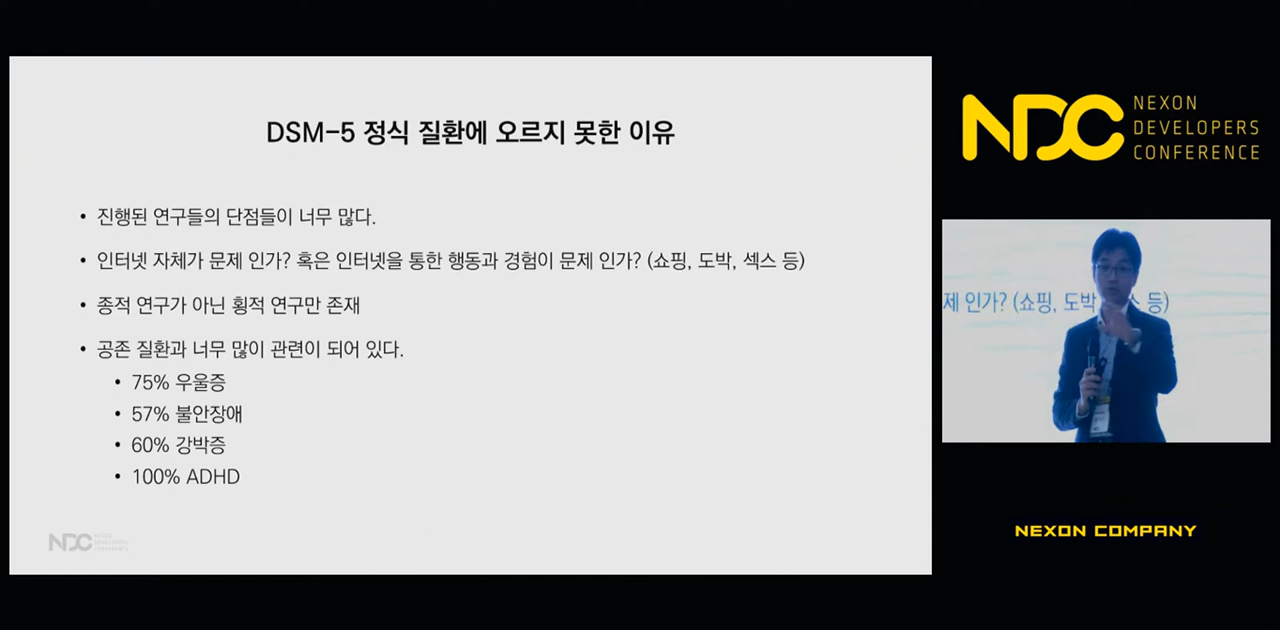 DSM-5 정식 질환에 오르지 못한 이유
• 진행된 연구들의 단점들이 너무 많다.
• 인터넷 자체가 문제 인가? 혹은 인터넷을 통한 행동과 경험이 문제 인가? (쇼핑, 도박, 섹스 등)
• 종적 연구가 아닌 횡적 연구만 존재
• 공존 질환과 너무 많이 관련이 되어 있다.
• 75% 우울증
• 57% 불안장애
• 60% 강박증
• 100% ADHD
NDC
NDC
NEXON
DEVELOPERS
CONFERENCE
제 인가? (쇼핑, 도박 스 등)
NEXON COMPANY